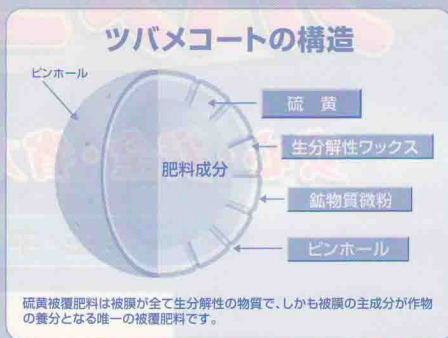 ツバメコートの構造
ピンホール
硫黄
肥料成分
生分解性ワックス
鉱物質微粉
ピンホール
硫黄被覆肥料は被膜が全て生分解性の物質で、しかも被膜の主成分が作物
の養分となる唯一の被覆肥料です。